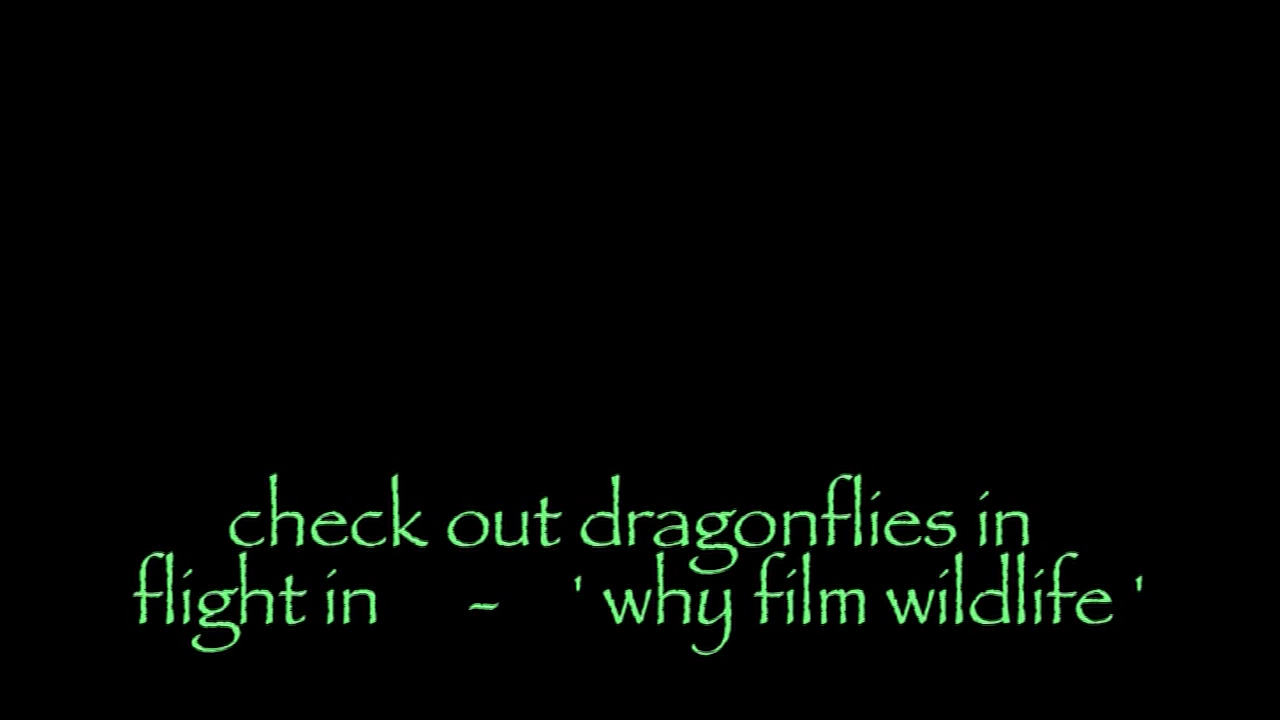 check out dragonflies in
flight in - ' why film wildlife '